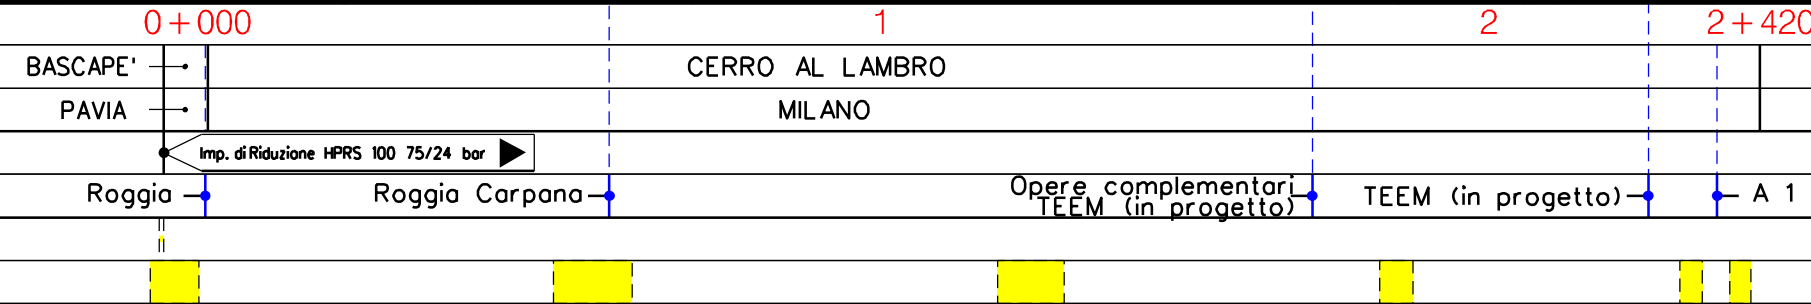 0+000 1 2 2+420
BASCAPE' CERRO AL LAMBRO
PAVIA MILANO
Imp. di Riduzione HPRS 100 75/24 bar
Roggia Roggia Carpana Opere complementari TEEM (in progetto) TEEM (in progetto) A 1